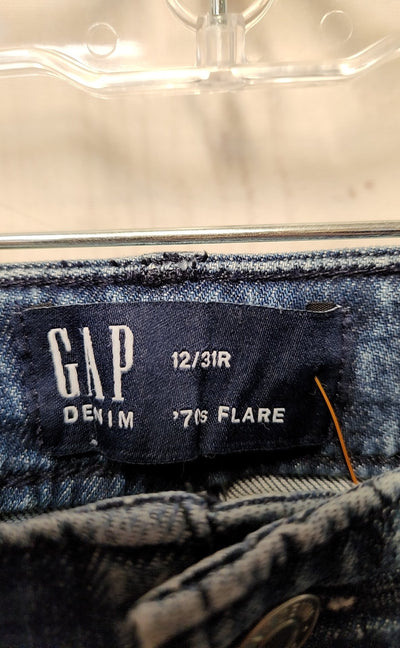 GAP
DENIM
12/31R
'70s FLARE